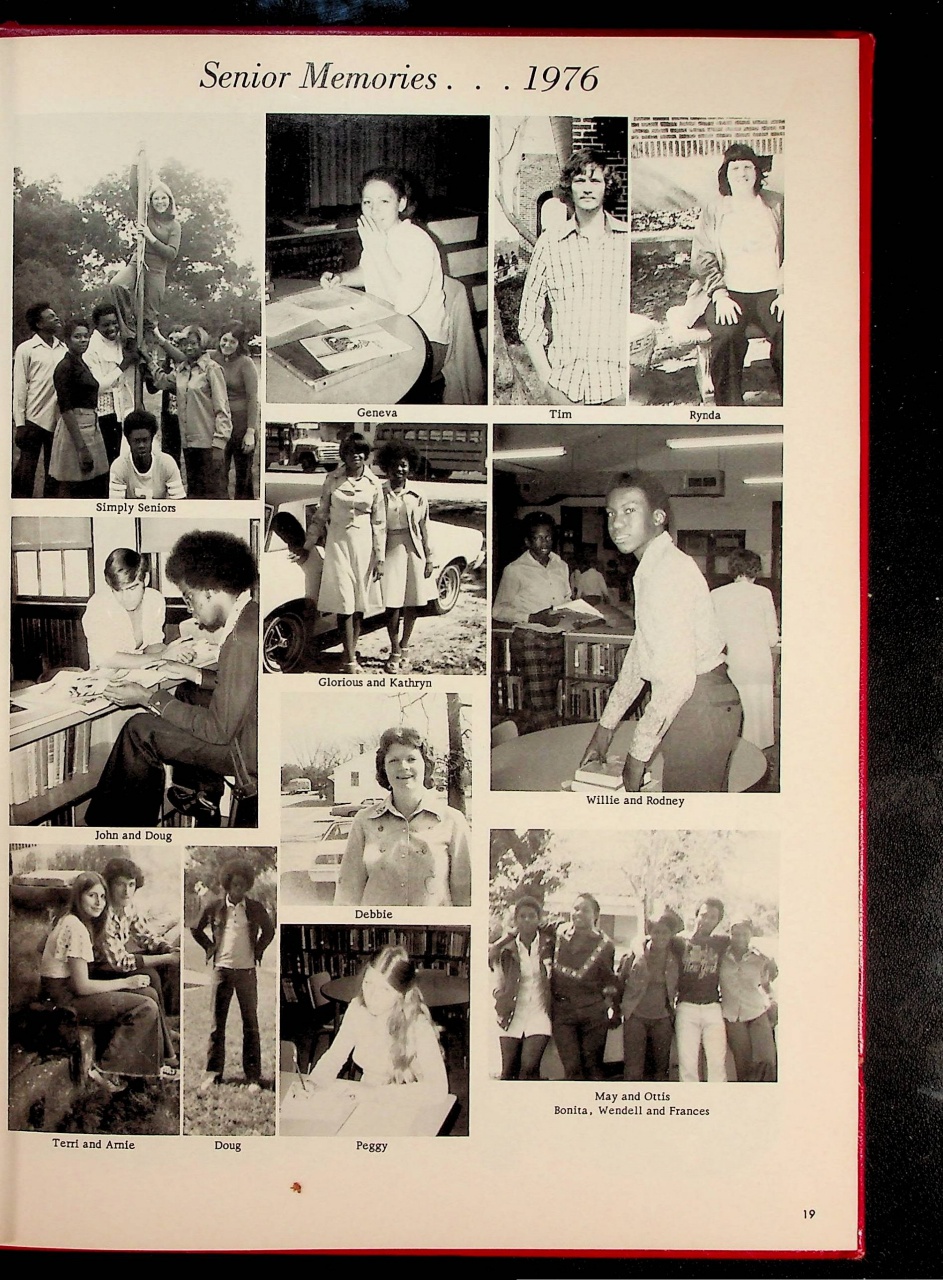 Senior Memories . . . 1976
Geneva
Tim
Rynda
Simply Seniors
Glorious and Kathryn
Willie and Rodney
John and Doug
Debbie
May and Ottis
Bonita, Wendell and Frances
Terri and Arnie
Doug
Peggy
19